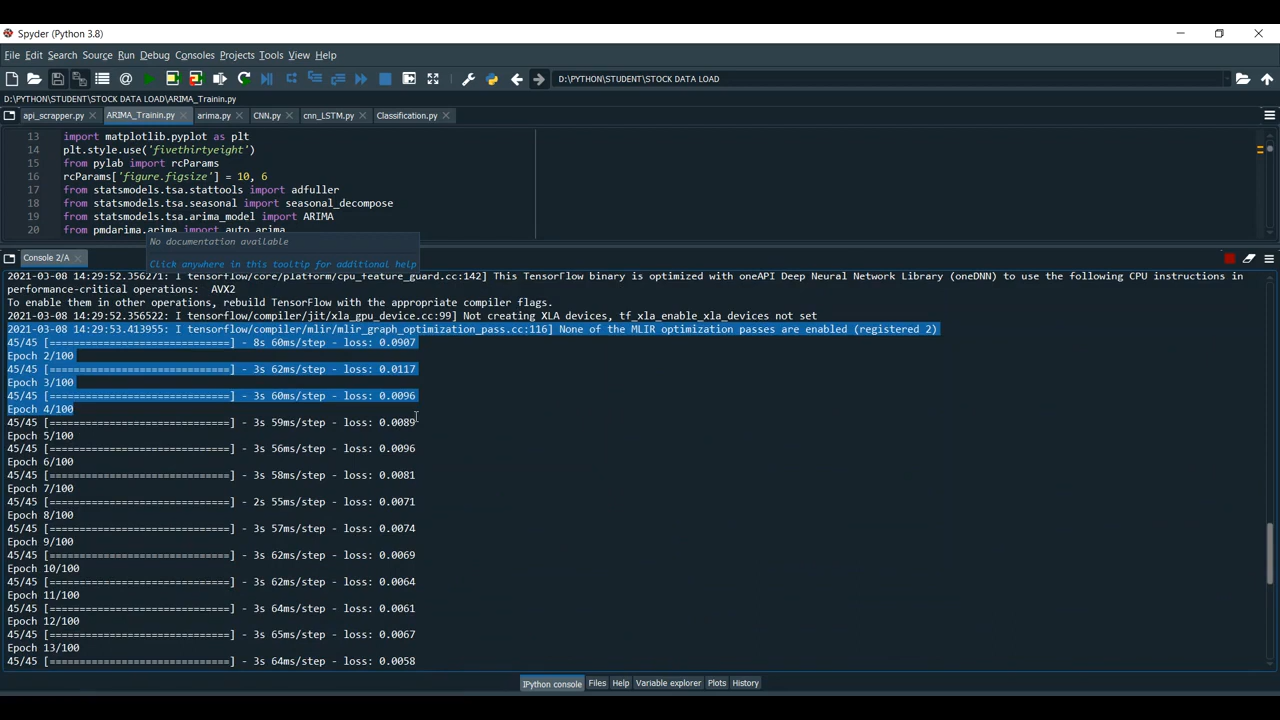 Spyder (Python 3.8)
File Edit Search Source Run Debug Consoles Projects Tools View Help
D:\PYTHON\STUDENT\STOCK DATA LOAD
D:\PYTHON\STUDENT\STOCK DATA LOAD\ARIMA_Trainin.py
api_scrapper.py ARIMA_Trainin.py arima.py CNN.py cnn_LSTM.py Classification.py
13 import matplotlib.pyplot as plt
14 plt.style.use('fivethirtyeight')
15 from pylab import rcParams
16 rcParams['figure.figsize'] = 10, 6
17 from statsmodels.tsa.stattools import adfuller
18 from statsmodels.tsa.seasonal import seasonal_decompose
19 from statsmodels.tsa.arima_model import ARIMA
20 from pmdarima.arima import auto_arima
No documentation available
Click anywhere in this tooltip for additional help
Console 2/A
2021-03-08 14:29:52.356271: I tensorflow/core/platform/cpu_feature_guard.cc:142] This TensorFlow binary is optimized with oneAPI Deep Neural Network Library (oneDNN) to use the following CPU instructions in
performance-critical operations:  AVX2
To enable them in other operations, rebuild TensorFlow with the appropriate compiler flags.
2021-03-08 14:29:52.356522: I tensorflow/compiler/jit/xla_gpu_device.cc:99] Not creating XLA devices, tf_xla_enable_xla_devices not set
2021-03-08 14:29:53.413955: I tensorflow/compiler/mlir/mlir_graph_optimization_pass.cc:116] None of the MLIR optimization passes are enabled (registered 2)
45/45 [==============================] - 8s 60ms/step - loss: 0.0907
Epoch 2/100
45/45 [==============================] - 3s 62ms/step - loss: 0.0117
Epoch 3/100
45/45 [==============================] - 3s 60ms/step - loss: 0.0096
Epoch 4/100
45/45 [==============================] - 3s 59ms/step - loss: 0.0089
Epoch 5/100
45/45 [==============================] - 3s 56ms/step - loss: 0.0096
Epoch 6/100
45/45 [==============================] - 3s 58ms/step - loss: 0.0081
Epoch 7/100
45/45 [==============================] - 2s 55ms/step - loss: 0.0071
Epoch 8/100
45/45 [==============================] - 3s 57ms/step - loss: 0.0074
Epoch 9/100
45/45 [==============================] - 3s 62ms/step - loss: 0.0069
Epoch 10/100
45/45 [==============================] - 3s 62ms/step - loss: 0.0064
Epoch 11/100
45/45 [==============================] - 3s 64ms/step - loss: 0.0061
Epoch 12/100
45/45 [==============================] - 3s 65ms/step - loss: 0.0067
Epoch 13/100
45/45 [==============================] - 3s 64ms/step - loss: 0.0058
IPython console Files Help Variable explorer Plots History